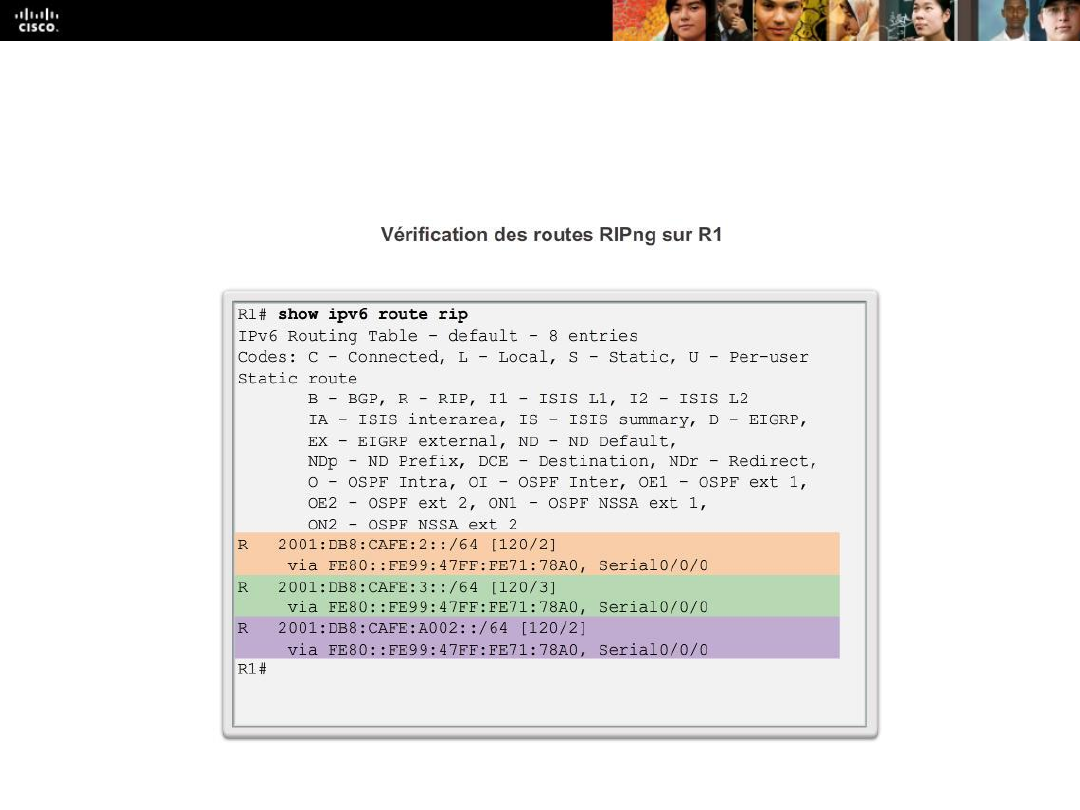 CISCO.
Vérification des routes RIPng sur R1
R1# show ipv6 route rip
IPv6 Routing Table - default - 8 entries
Codes: C - Connected, L - Local, S - Static, U - Per-user
Static route
B - BGP, R - RIP, I1 - ISIS L1, I2 - ISIS L2
IA - ISIS interarea, IS - ISIS summary, D - EIGRP,
EX - EIGRP external, ND - ND Default,
NDp - ND Prefix, DCE - Destination, NDr - Redirect,
O - OSPF Intra, OI - OSPF Inter, OE1 - OSPF ext 1,
OE2 - OSPF ext 2, ON1 - OSPF NSSA ext 1,
ON2 - OSPF NSSA ext 2
R 2001:DB8:CAFE:2::/64 [120/2]
via FE80::FE99:47FF:FE71:78A0, Serial0/0/0
R 2001:DB8:CAFE:3::/64 [120/3]
via FE80::FE99:47FF:FE71:78A0, Serial0/0/0
R 2001:DB8:CAFE:A002::/64 [120/2]
via FE80::FE99:47FF:FE71:78A0, Serial0/0/0
R1#